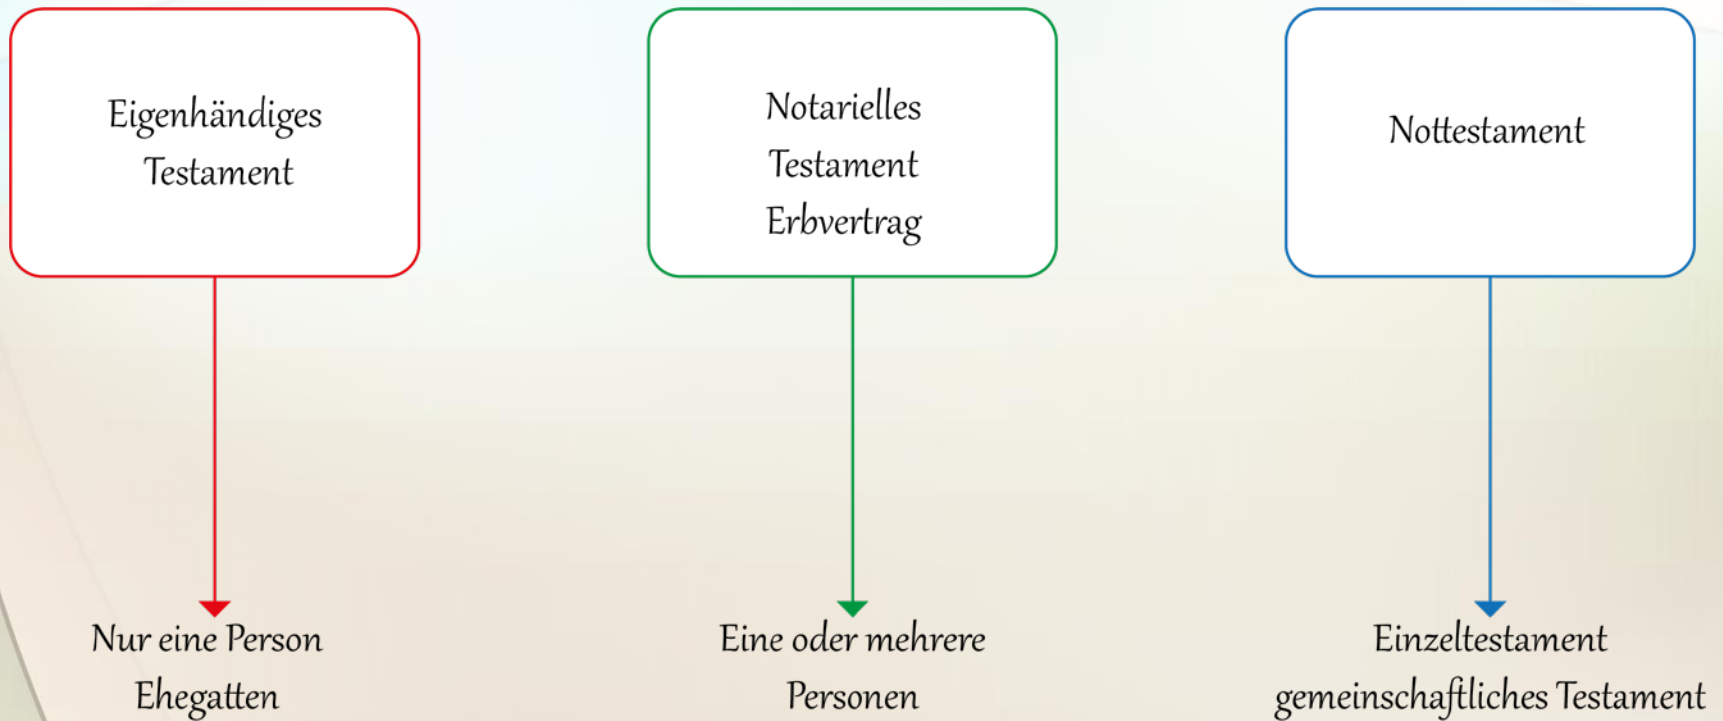 Eigenhändiges
Testament
Notarielles
Testament
Erbvertrag
Nottestament
Nur eine Person
Ehegatten
Eine oder mehrere
Personen
Einzeltestament
gemeinschaftliches Testament